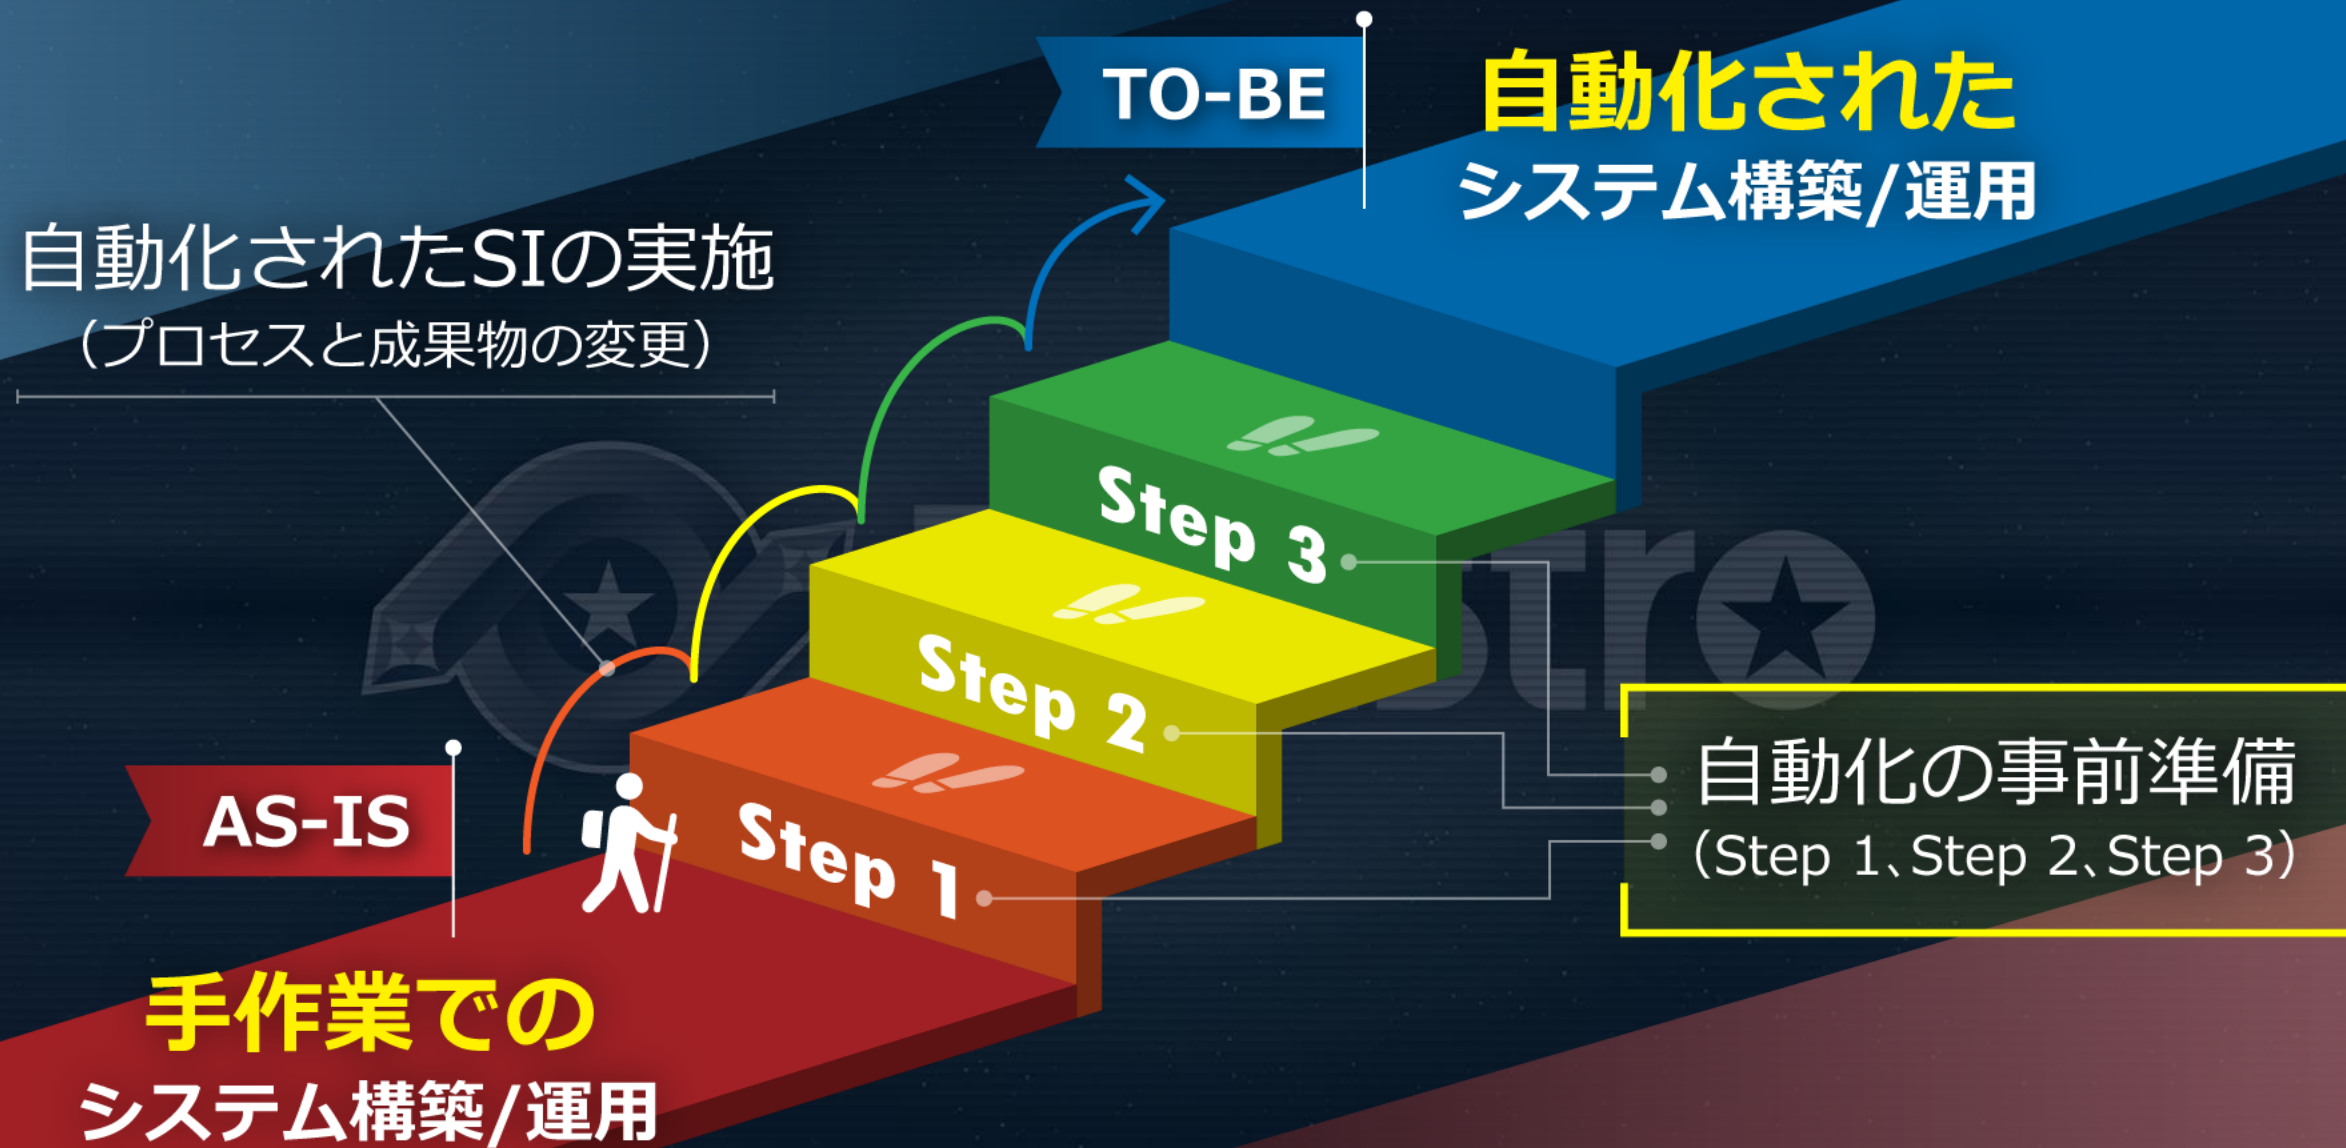 TO-BE
自動化された
システム構築/運用
自動化されたSIの実施
（プロセスと成果物の変更）
Step 3
Step 2
Step 1
自動化の事前準備
（Step 1、Step 2、Step 3）
AS-IS
手作業での
システム構築/運用